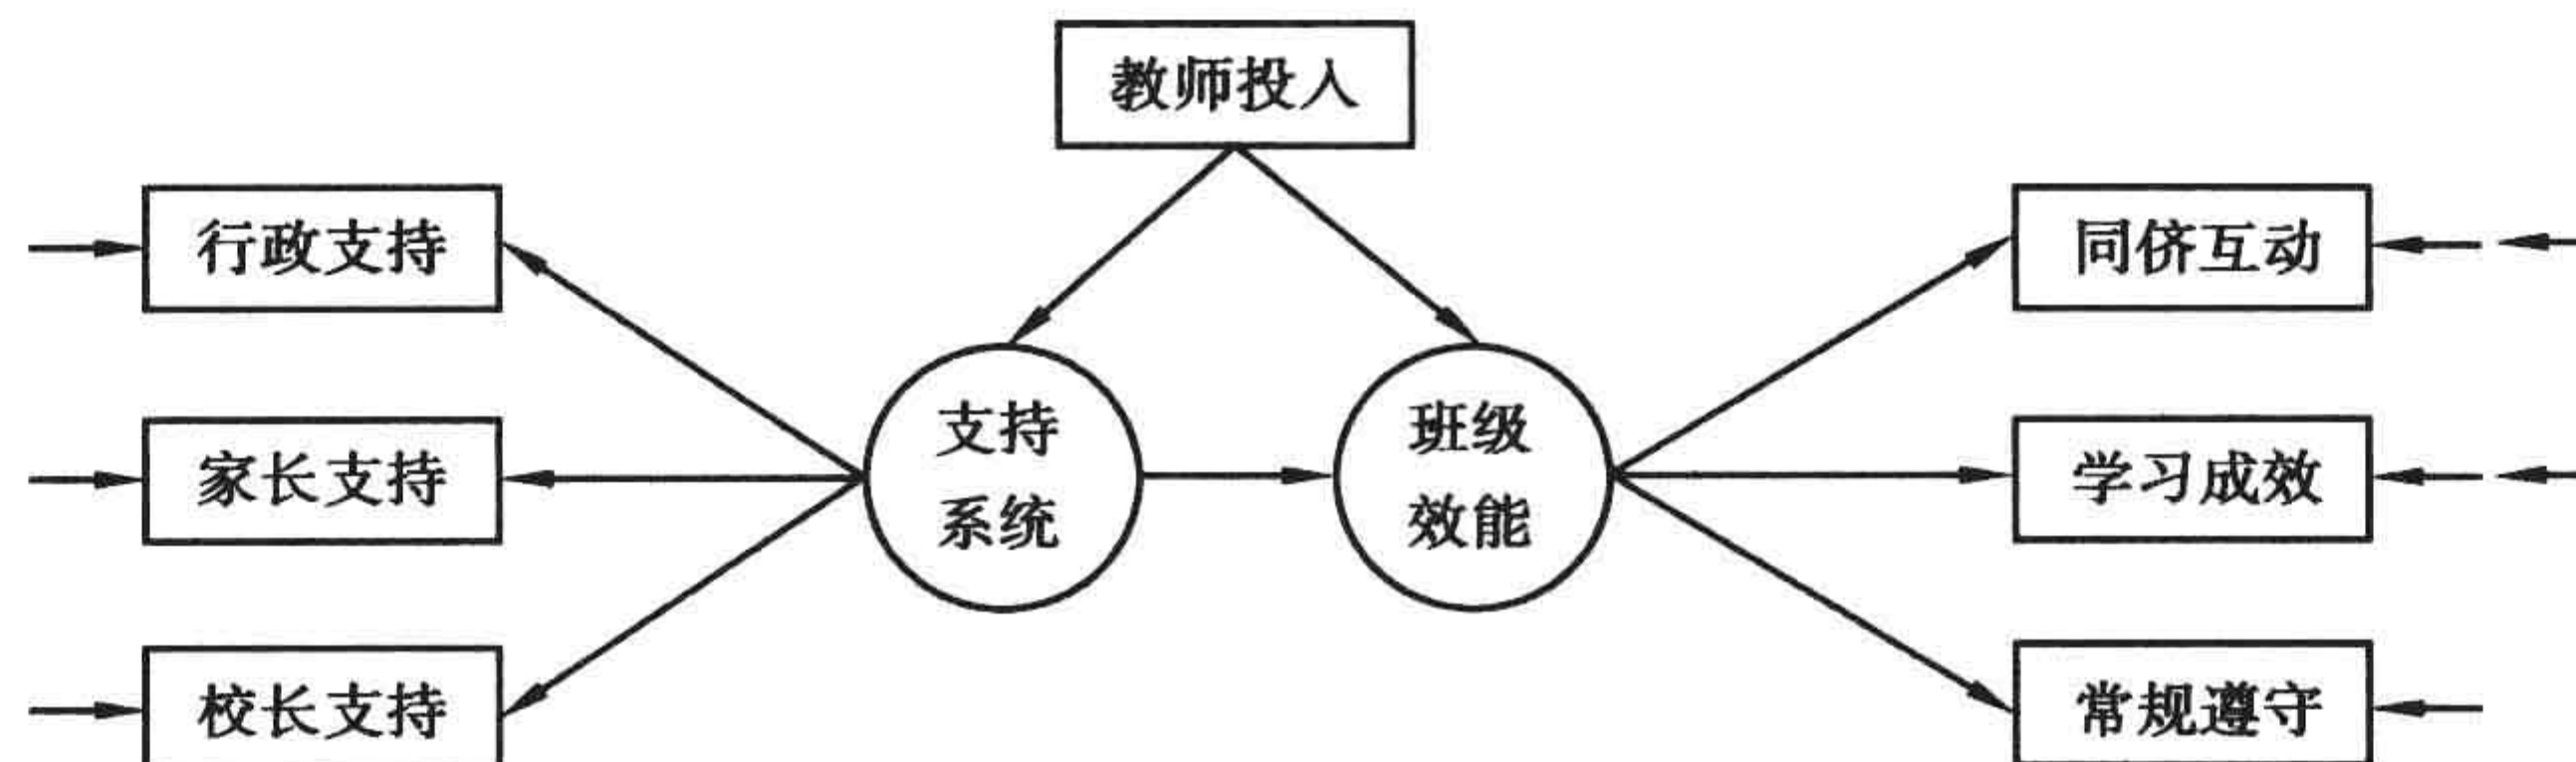 教师投入
行政支持
同侪互动
家长支持
支持
系统
班级
效能
学习成效
校长支持
常规遵守